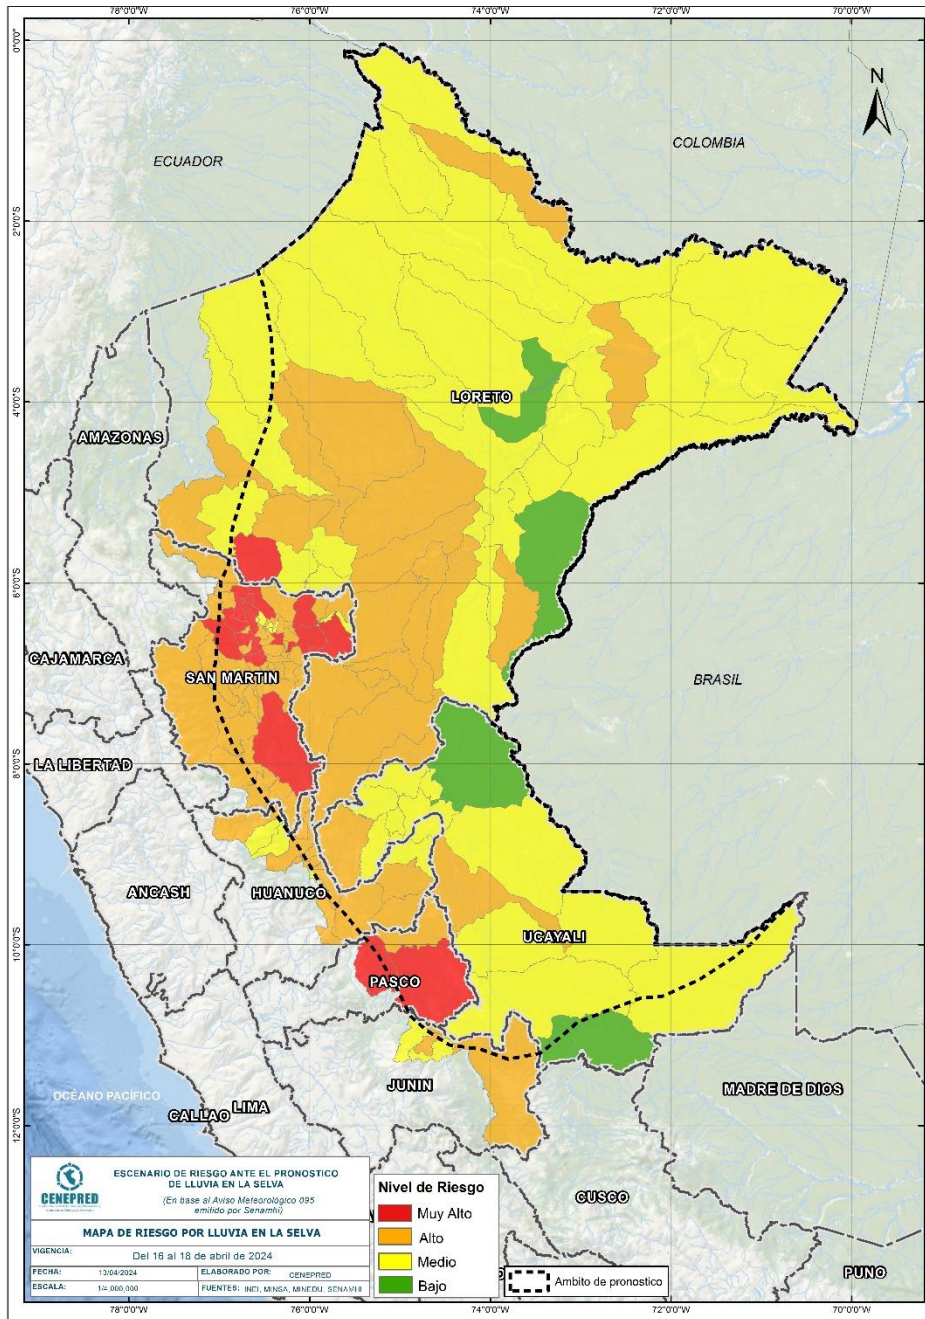 78°0'0"W
76°0'0"W
74°0'0"W
72°0'0"W
70°0'0"W
0°0'0"
2°0'0"S
4°0'0"S
6°0'0"S
8°0'0"S
10°0'0"S
12°0'0"S
N
ECUADOR
COLOMBIA
LORETO
AMAZONAS
CAJAMARCA
SAN MARTIN
BRASIL
LA LIBERTAD
ANCASH
HUANUCO
UCAYALI
PASCO
JUNIN
MADRE DE DIOS
OCÉANO PACÍFICO
LIMA
CALLAO
CUSCO
PUNO
CENEPRED
ESCENARIO DE RIESGO ANTE EL PRONOSTICO
DE LLUVIA EN LA SELVA
(En base al Aviso Meteorológico 095
emitido por Senamhi)
MAPA DE RIESGO POR LLUVIA EN LA SELVA
VIGENCIA:
Del 16 al 18 de abril de 2024
FECHA: 13/04/2024 ELABORADO POR: CENEPRED
ESCALA: 1/4,000,000 FUENTES: INEI, MINSA, MINEDU, SENAMHI
Nivel de Riesgo
Muy Alto
Alto
Medio
Bajo
Ambito de pronostico
78°0'0"W
76°0'0"W
74°0'0"W
72°0'0"W
70°0'0"W